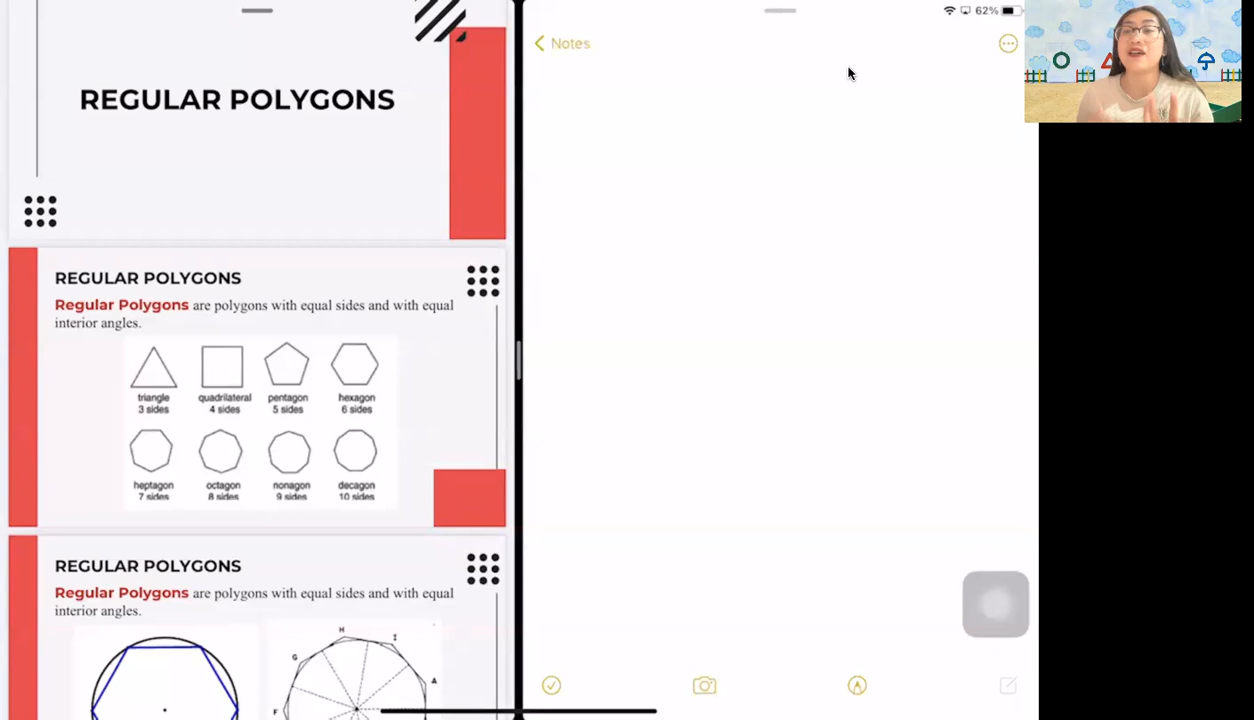 REGULAR POLYGONS
REGULAR POLYGONS
Regular Polygons are polygons with equal sides and with equal
interior angles.
triangle quadrilateral pentagon hexagon
3 sides 4 sides 5 sides 6 sides
heptagon octagon nonagon decagon
7 sides 8 sides 9 sides 10 sides
REGULAR POLYGONS
Regular Polygons are polygons with equal sides and with equal
interior angles.
H
I
G
A
F
62%
Notes